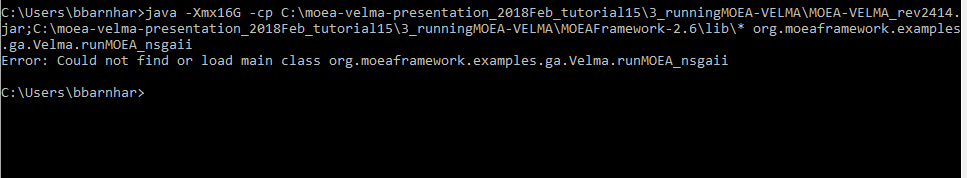 C:\Users\bbarnhar>java -Xmx16G -cp C:\moea-velma-presentation_2018Feb_tutorial15\3_runningMOEA-VELMA\MOEA-VELMA_rev2414.
jar;C:\moea-velma-presentation_2018Feb_tutorial15\3_runningMOEA-VELMA\MOEAFramework-2.6\lib\* org.moeaframework.examples
.ga.Velma.runMOEA_nsgaii
Error: Could not find or load main class org.moeaframework.examples.ga.Velma.runMOEA_nsgaii
C:\Users\bbarnhar>